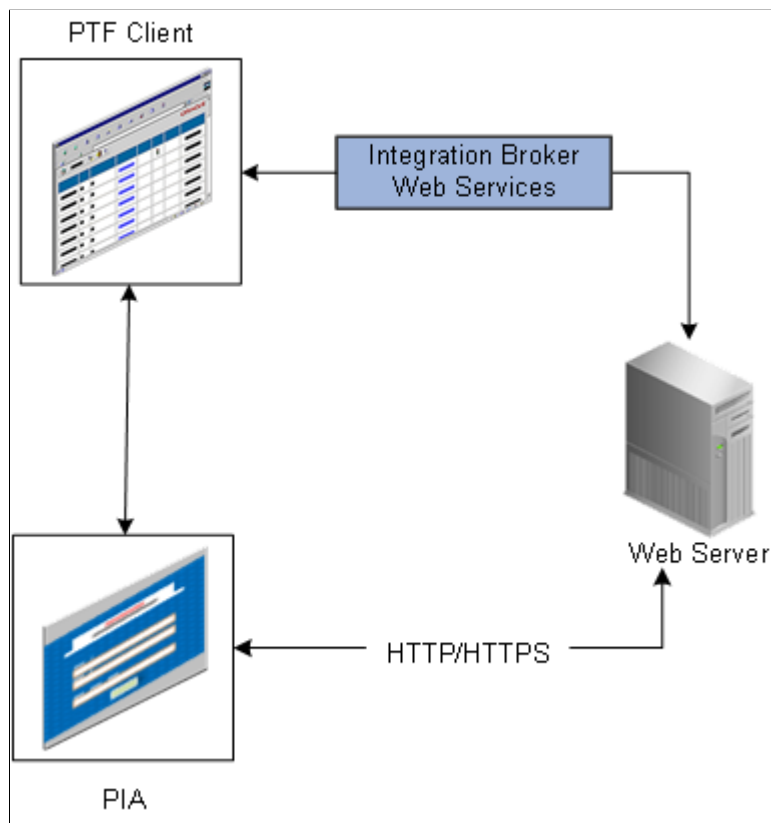 PTF Client
Integration Broker
Web Services
Web Server
HTTP/HTTPS
PIA